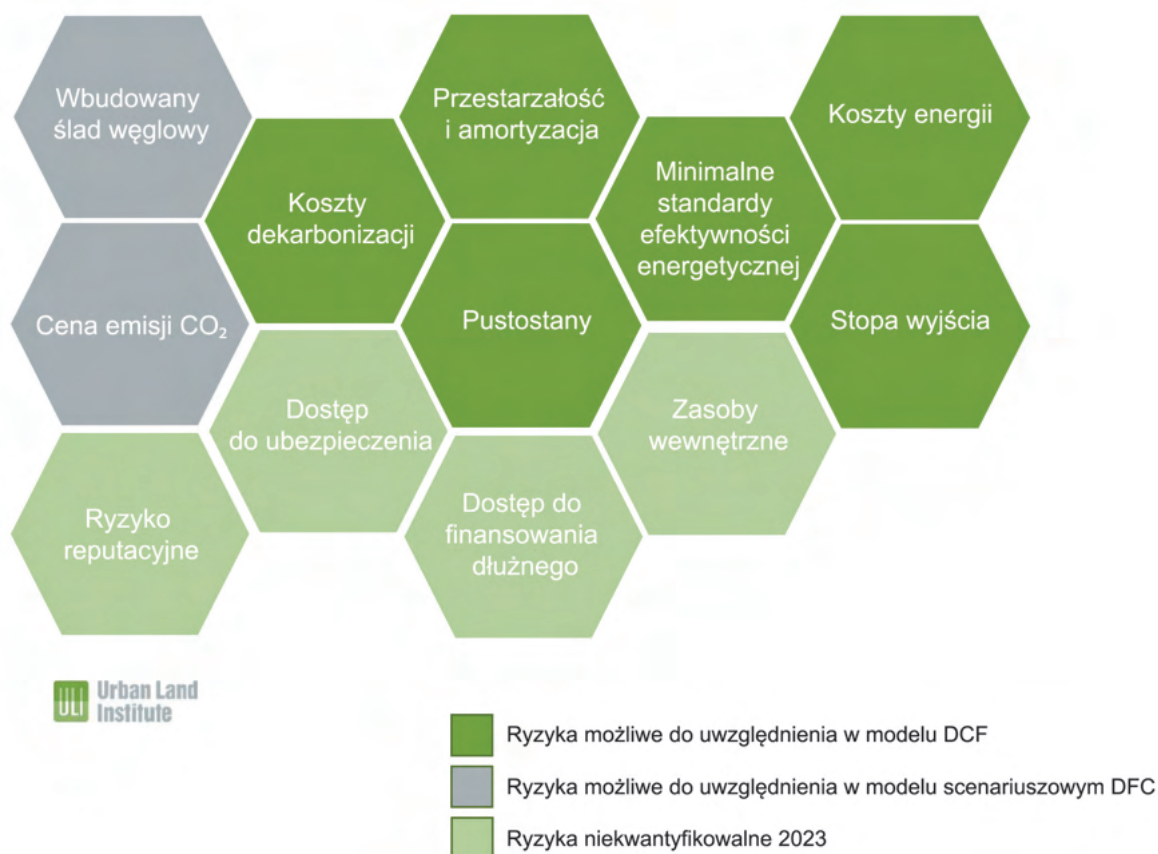 Wbudowany
ślad węglowy
Koszty
dekarbonizacji
Przestarzałość
i amortyzacja
Minimalne
standardy
efektywności
energetycznej
Koszty energii
Cena emisji CO₂
Pustostany
Stopa wyjścia
Dostęp
do ubezpieczenia
Zasoby
wewnętrzne
Ryzyko
reputacyjne
Dostęp do
finansowania
dłużnego
ULI
Urban Land
Institute
Ryzyka możliwe do uwzględnienia w modelu DCF
Ryzyka możliwe do uwzględnienia w modelu scenariuszowym DFC
Ryzyka niekwantyfikowalne 2023